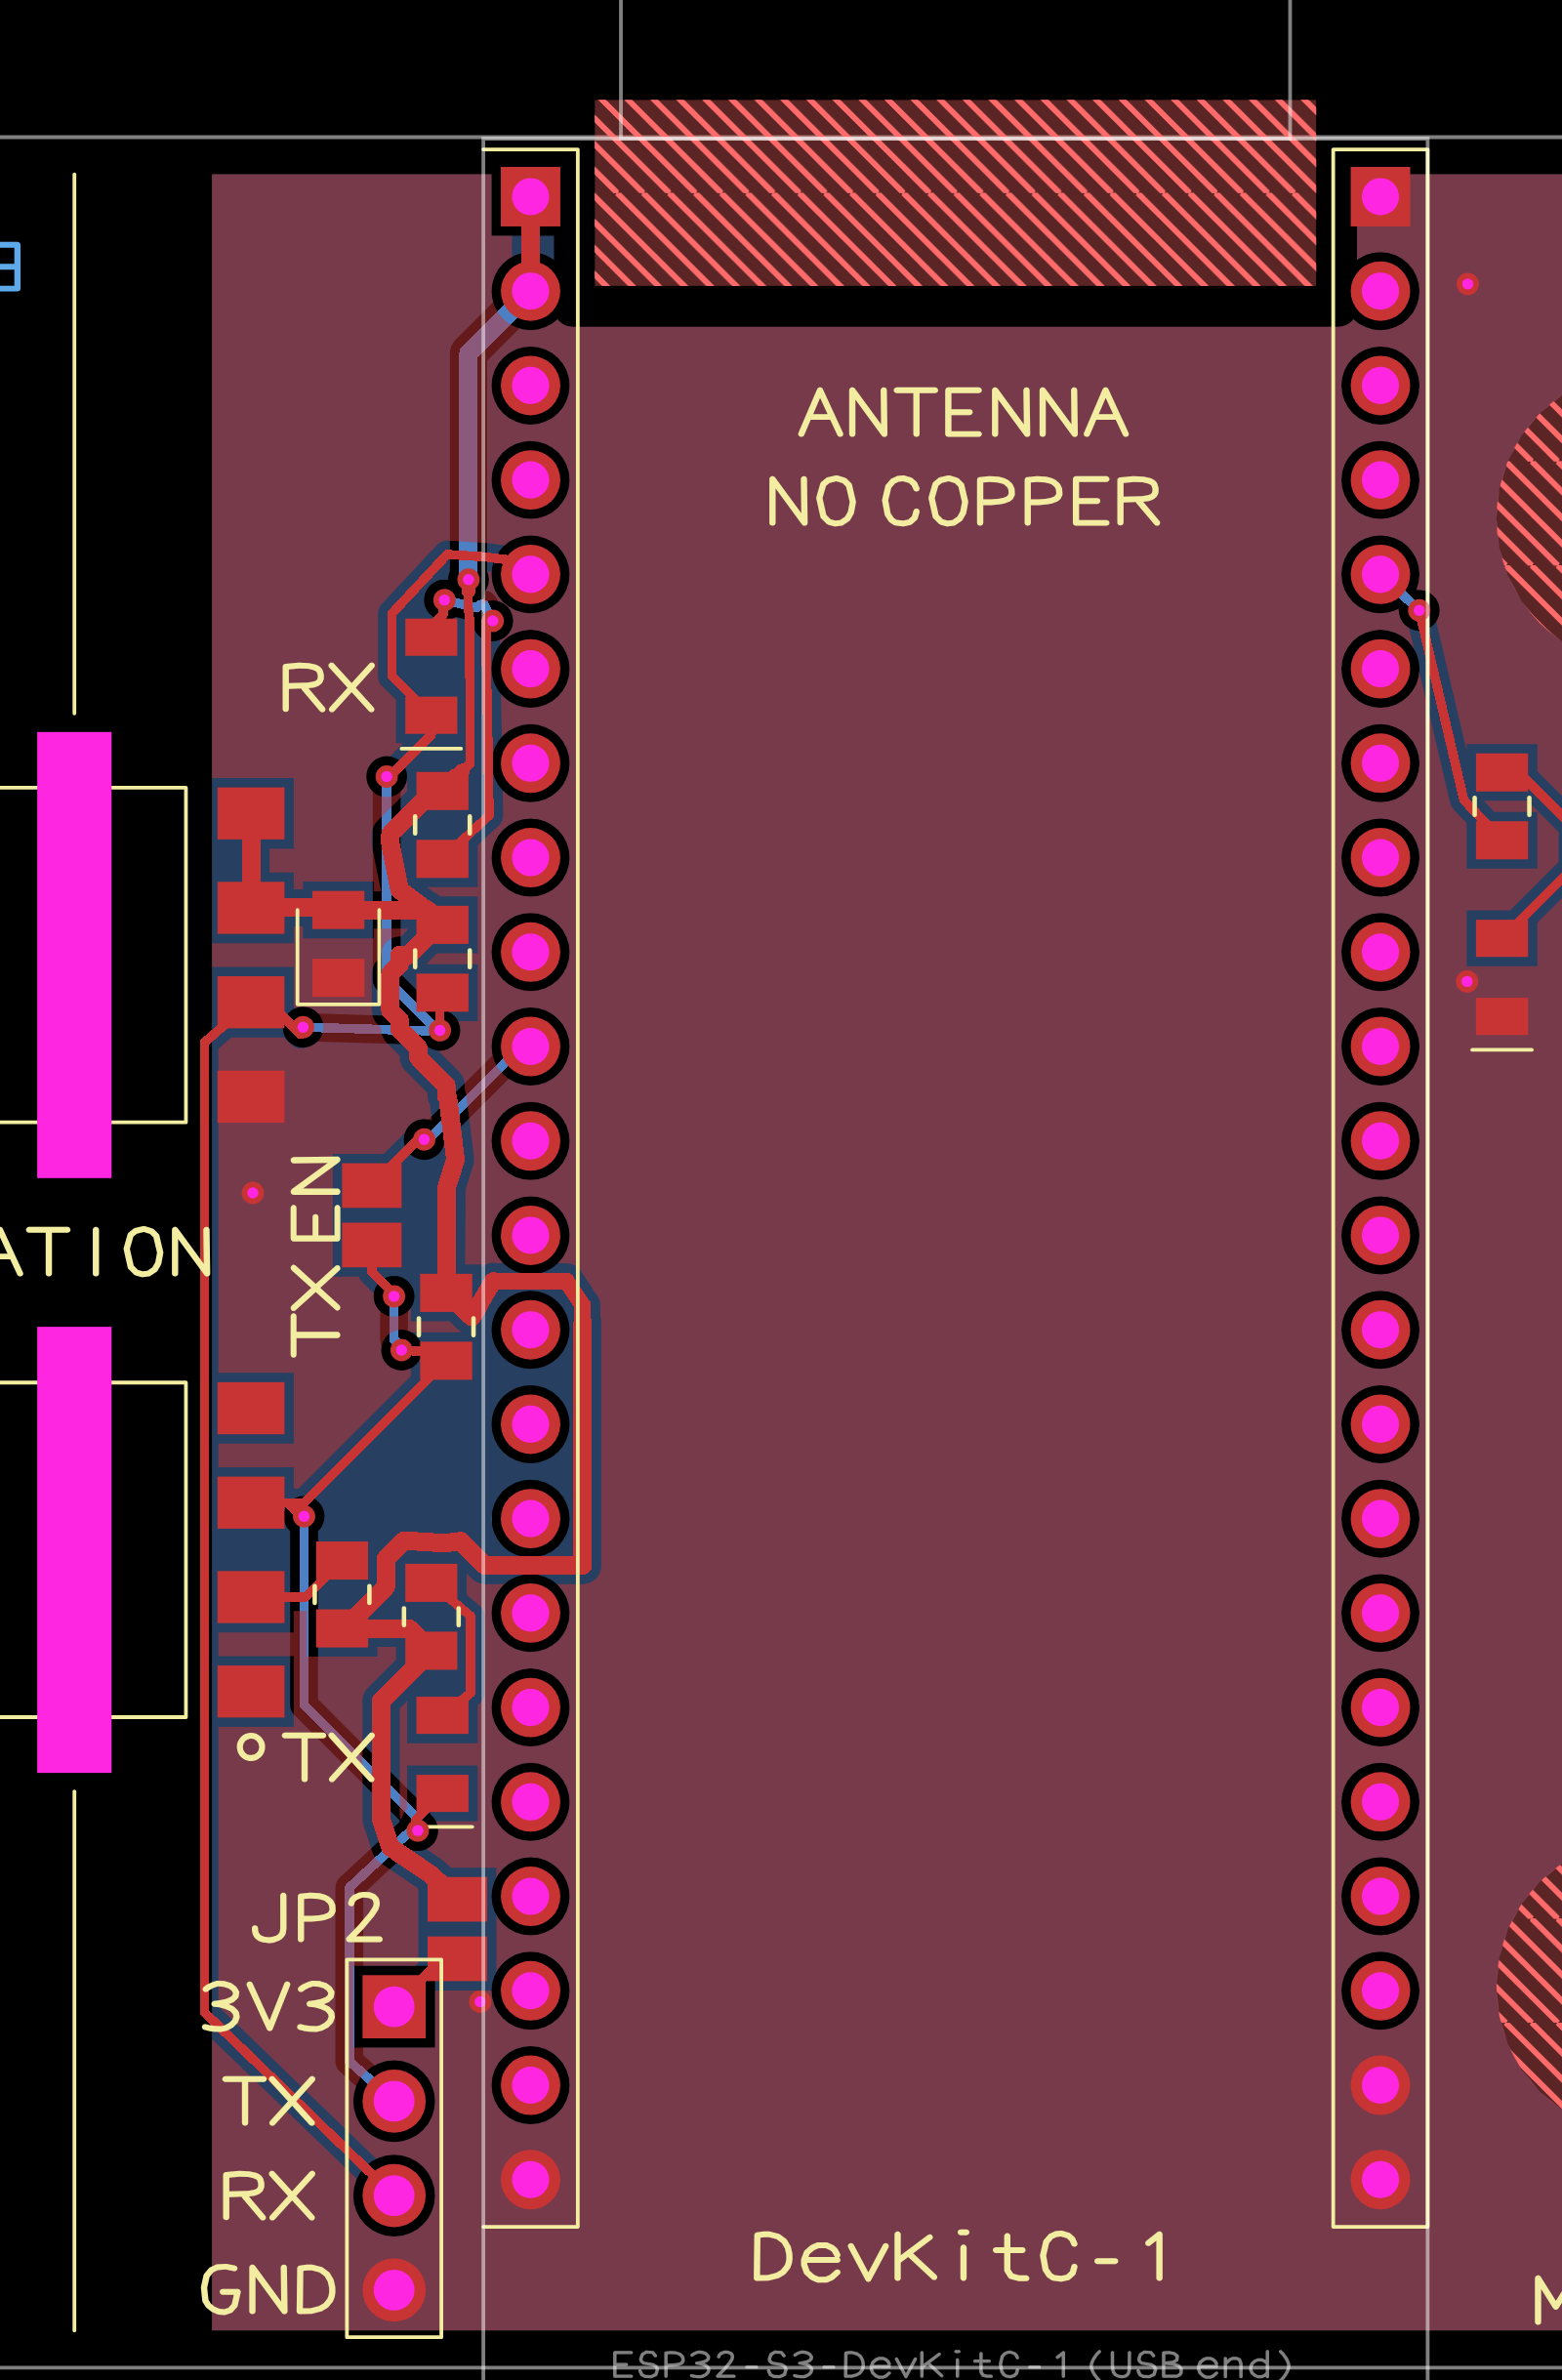 ANTENNA
NO COPPER
RX
TX EN
ATION
TX
JP2
3V3
TX
RX
GND
DevKitC-1
M
ESP32-S3-DevKitC-1 (USB end)